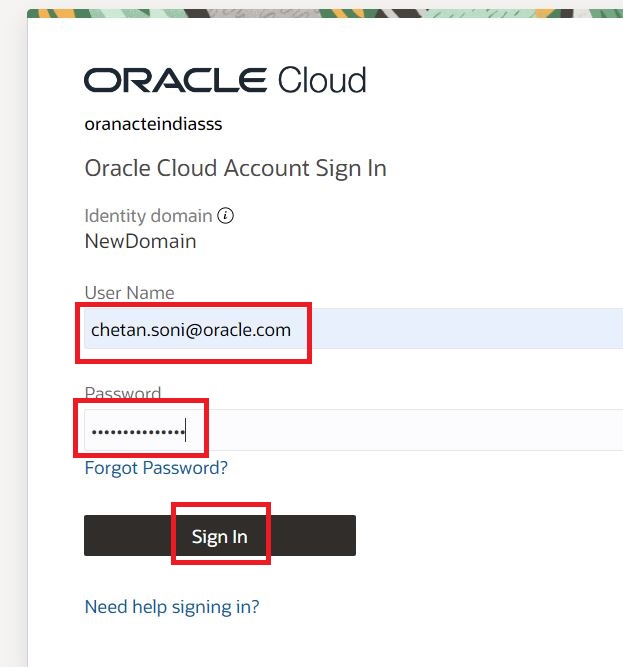 ORACLE Cloud
oranacteindiasss
Oracle Cloud Account Sign In
Identity domain
NewDomain
User Name
chetan.soni@oracle.com
Password
•••••••••••••••
Forgot Password?
Sign In
Need help signing in?